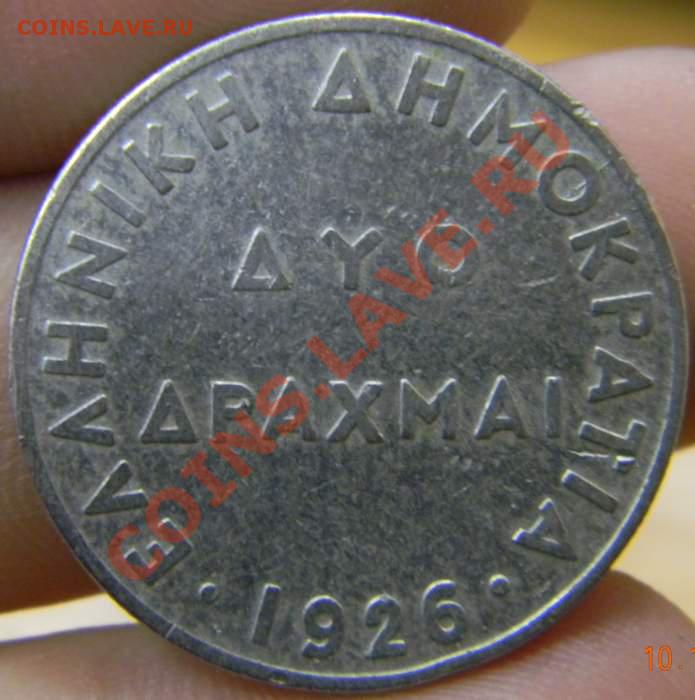 COINS.LAVE.RU
ΕΛΛΗΝΙΚΗ ΔΗΜΟΚΡΑΤΙΑ
ΔΥΟ
ΔΡΑΧΜΑΙ
· 1926 ·
COINS.LAVE.RU